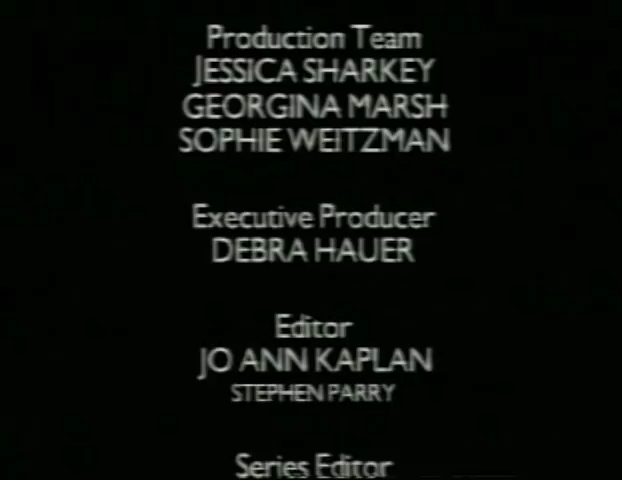 Production Team
JESSICA SHARKEY
GEORGINA MARSH
SOPHIE WEITZMAN
Executive Producer
DEBRA HAUER
Editor
JO ANN KAPLAN
STEPHEN PARRY
Series Editor